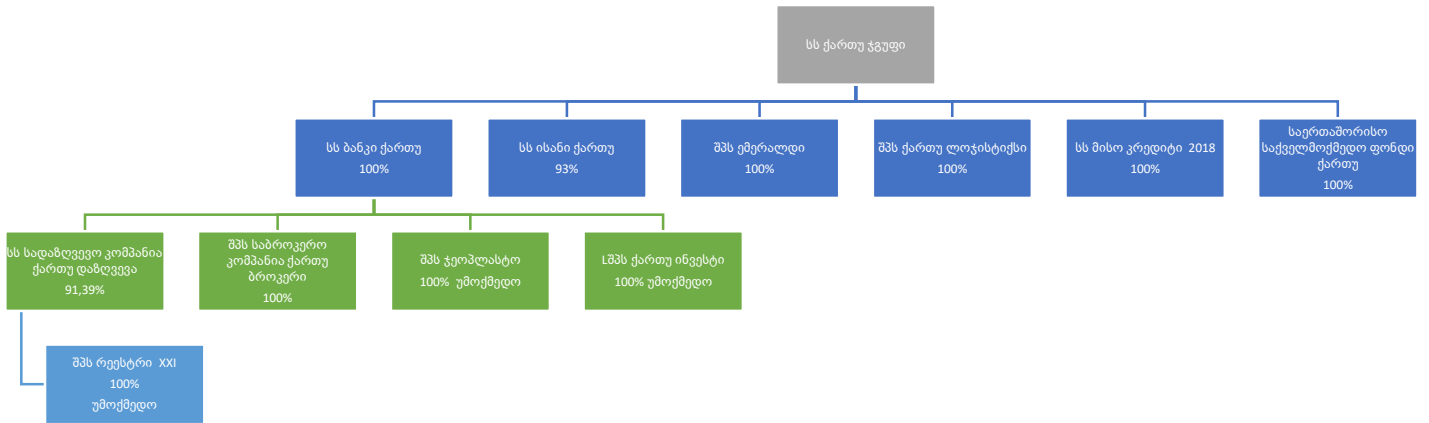 სს ქართუ ჯგუფი
სს ბანკი ქართუ
100%
სს ისანი ქართუ
93%
შპს ემერალდი
100%
შპს ქართუ ლოჯისტიქსი
100%
სს მისო კრედიტი 2018
100%
საერთაშორისო
საქველმოქმედო ფონდი
ქართუ
100%
სს სადაზღვევო კომპანია
ქართუ დაზღვევა
91,39%
შპს საბროკერო
კომპანია ქართუ
ბროკერი
100%
შპს ჯეოპლასტო
100% უმოქმედო
Lშპს ქართუ ინვესტი
100% უმოქმედო
შპს რეესტრი XXI
100%
უმოქმედო